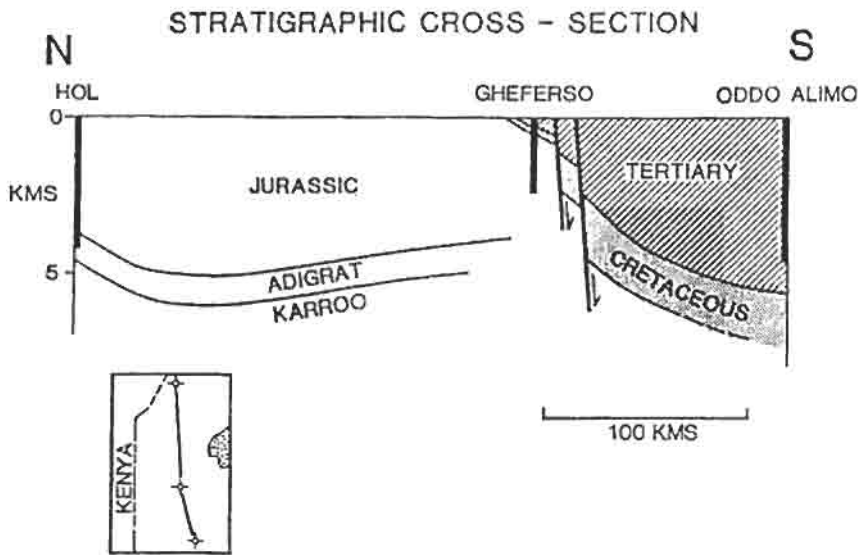 STRATIGRAPHIC CROSS - SECTION
N
S
HOL
GHEFERSO
ODDO ALIMO
0
KMS
5
JURASSIC
TERTIARY
ADIGRAT
KARROO
CRETACEOUS
KENYA
100 KMS